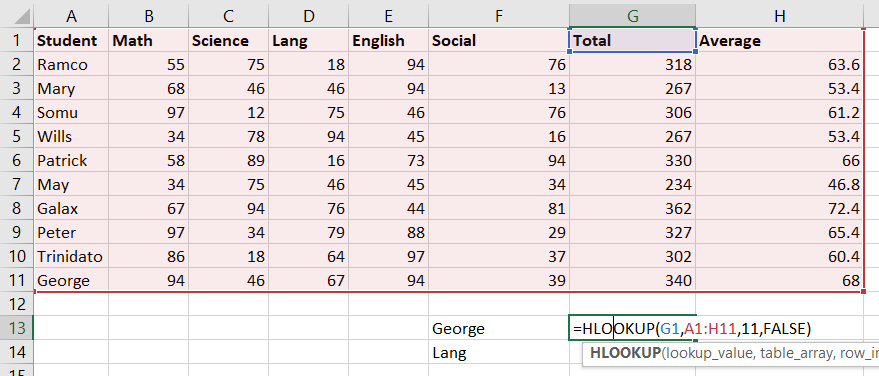 A B C D E F G H
1 Student Math Science Lang English Social Total Average
2 Ramco 55 75 18 94 76 318 63.6
3 Mary 68 46 46 94 13 267 53.4
4 Somu 97 12 75 46 76 306 61.2
5 Wills 34 78 94 45 16 267 53.4
6 Patrick 58 89 16 73 94 330 66
7 May 34 75 46 45 34 234 46.8
8 Galax 67 94 76 44 81 362 72.4
9 Peter 97 34 79 88 29 327 65.4
10 Trinidato 86 18 64 97 37 302 60.4
11 George 94 46 67 94 39 340 68
12
13 George =HLOOKUP(G1,A1:H11,11,FALSE)
14 Lang HLOOKUP(lookup_value, table_array, row_in
15